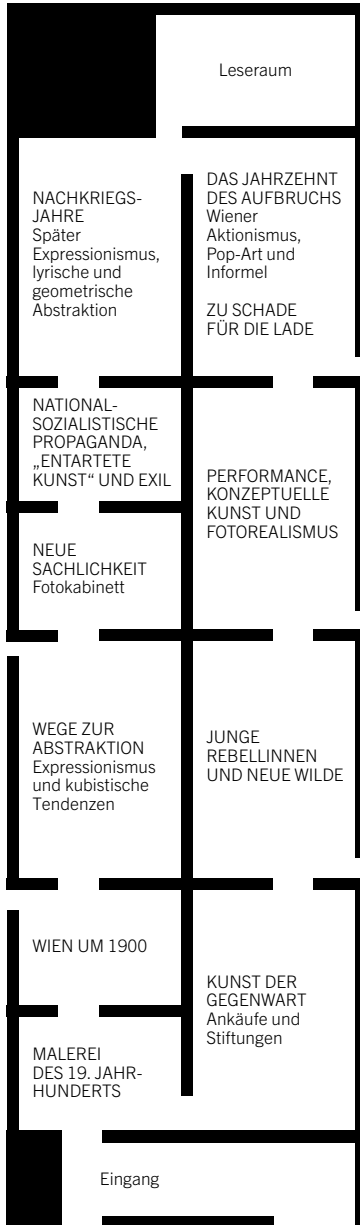 Leseraum
NACHKRIEGS-
JAHRE
Später
Expressionismus,
lyrische und
geometrische
Abstraktion
DAS JAHRZEHNT
DES AUFBRUCHS
Wiener
Aktionismus,
Pop-Art und
Informel
ZU SCHADE
FÜR DIE LADE
NATIONAL-
SOZIALISTISCHE
PROPAGANDA,
„ENTARTETE
KUNST“ UND EXIL
PERFORMANCE,
KONZEPTUELLE
KUNST UND
FOTOREALISMUS
NEUE
SACHLICHKEIT
Fotokabinett
WEGE ZUR
ABSTRAKTION
Expressionismus
und kubistische
Tendenzen
JUNGE
REBELLINNEN
UND NEUE WILDE
WIEN UM 1900
KUNST DER
GEGENWART
Ankäufe und
Stiftungen
MALEREI
DES 19. JAHR-
HUNDERTS
Eingang